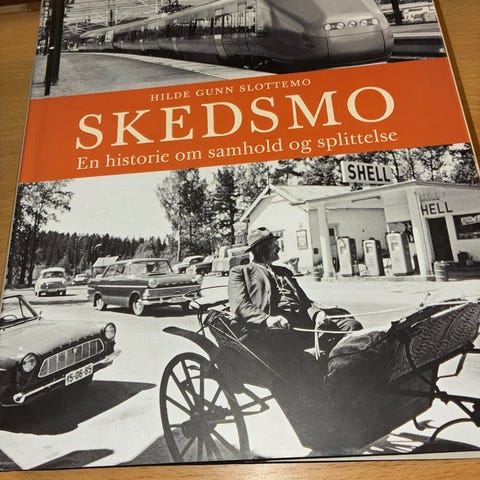 HILDE GUNN SLOTTEMO
SKEDSMO
En historie om samhold og splittelse
SHELL
HELL